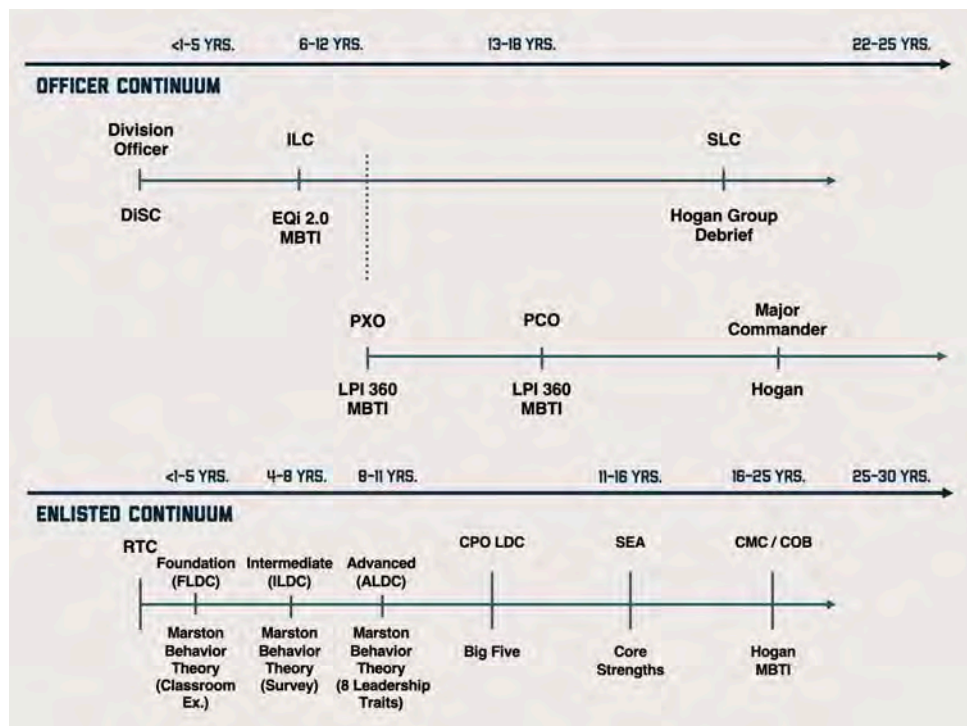 <1-5 YRS. 6-12 YRS. 13-18 YRS. 22-25 YRS.
OFFICER CONTINUUM
Division
Officer
ILC
SLC
DiSC
EQi 2.0
MBTI
Hogan Group
Debrief
PXO
PCO
Major
Commander
LPI 360
MBTI
LPI 360
MBTI
Hogan
<1-5 YRS. 4-8 YRS. 8-11 YRS. 11-16 YRS. 16-25 YRS. 25-30 YRS.
ENLISTED CONTINUUM
RTC
Foundation
(FLDC)
Intermediate
(ILDC)
Advanced
(ALDC)
CPO LDC
SEA
CMC / COB
Marston
Behavior
Theory
(Classroom
Ex.)
Marston
Behavior
Theory
(Survey)
Marston
Behavior
Theory
(8 Leadership
Traits)
Big Five
Core
Strengths
Hogan
MBTI